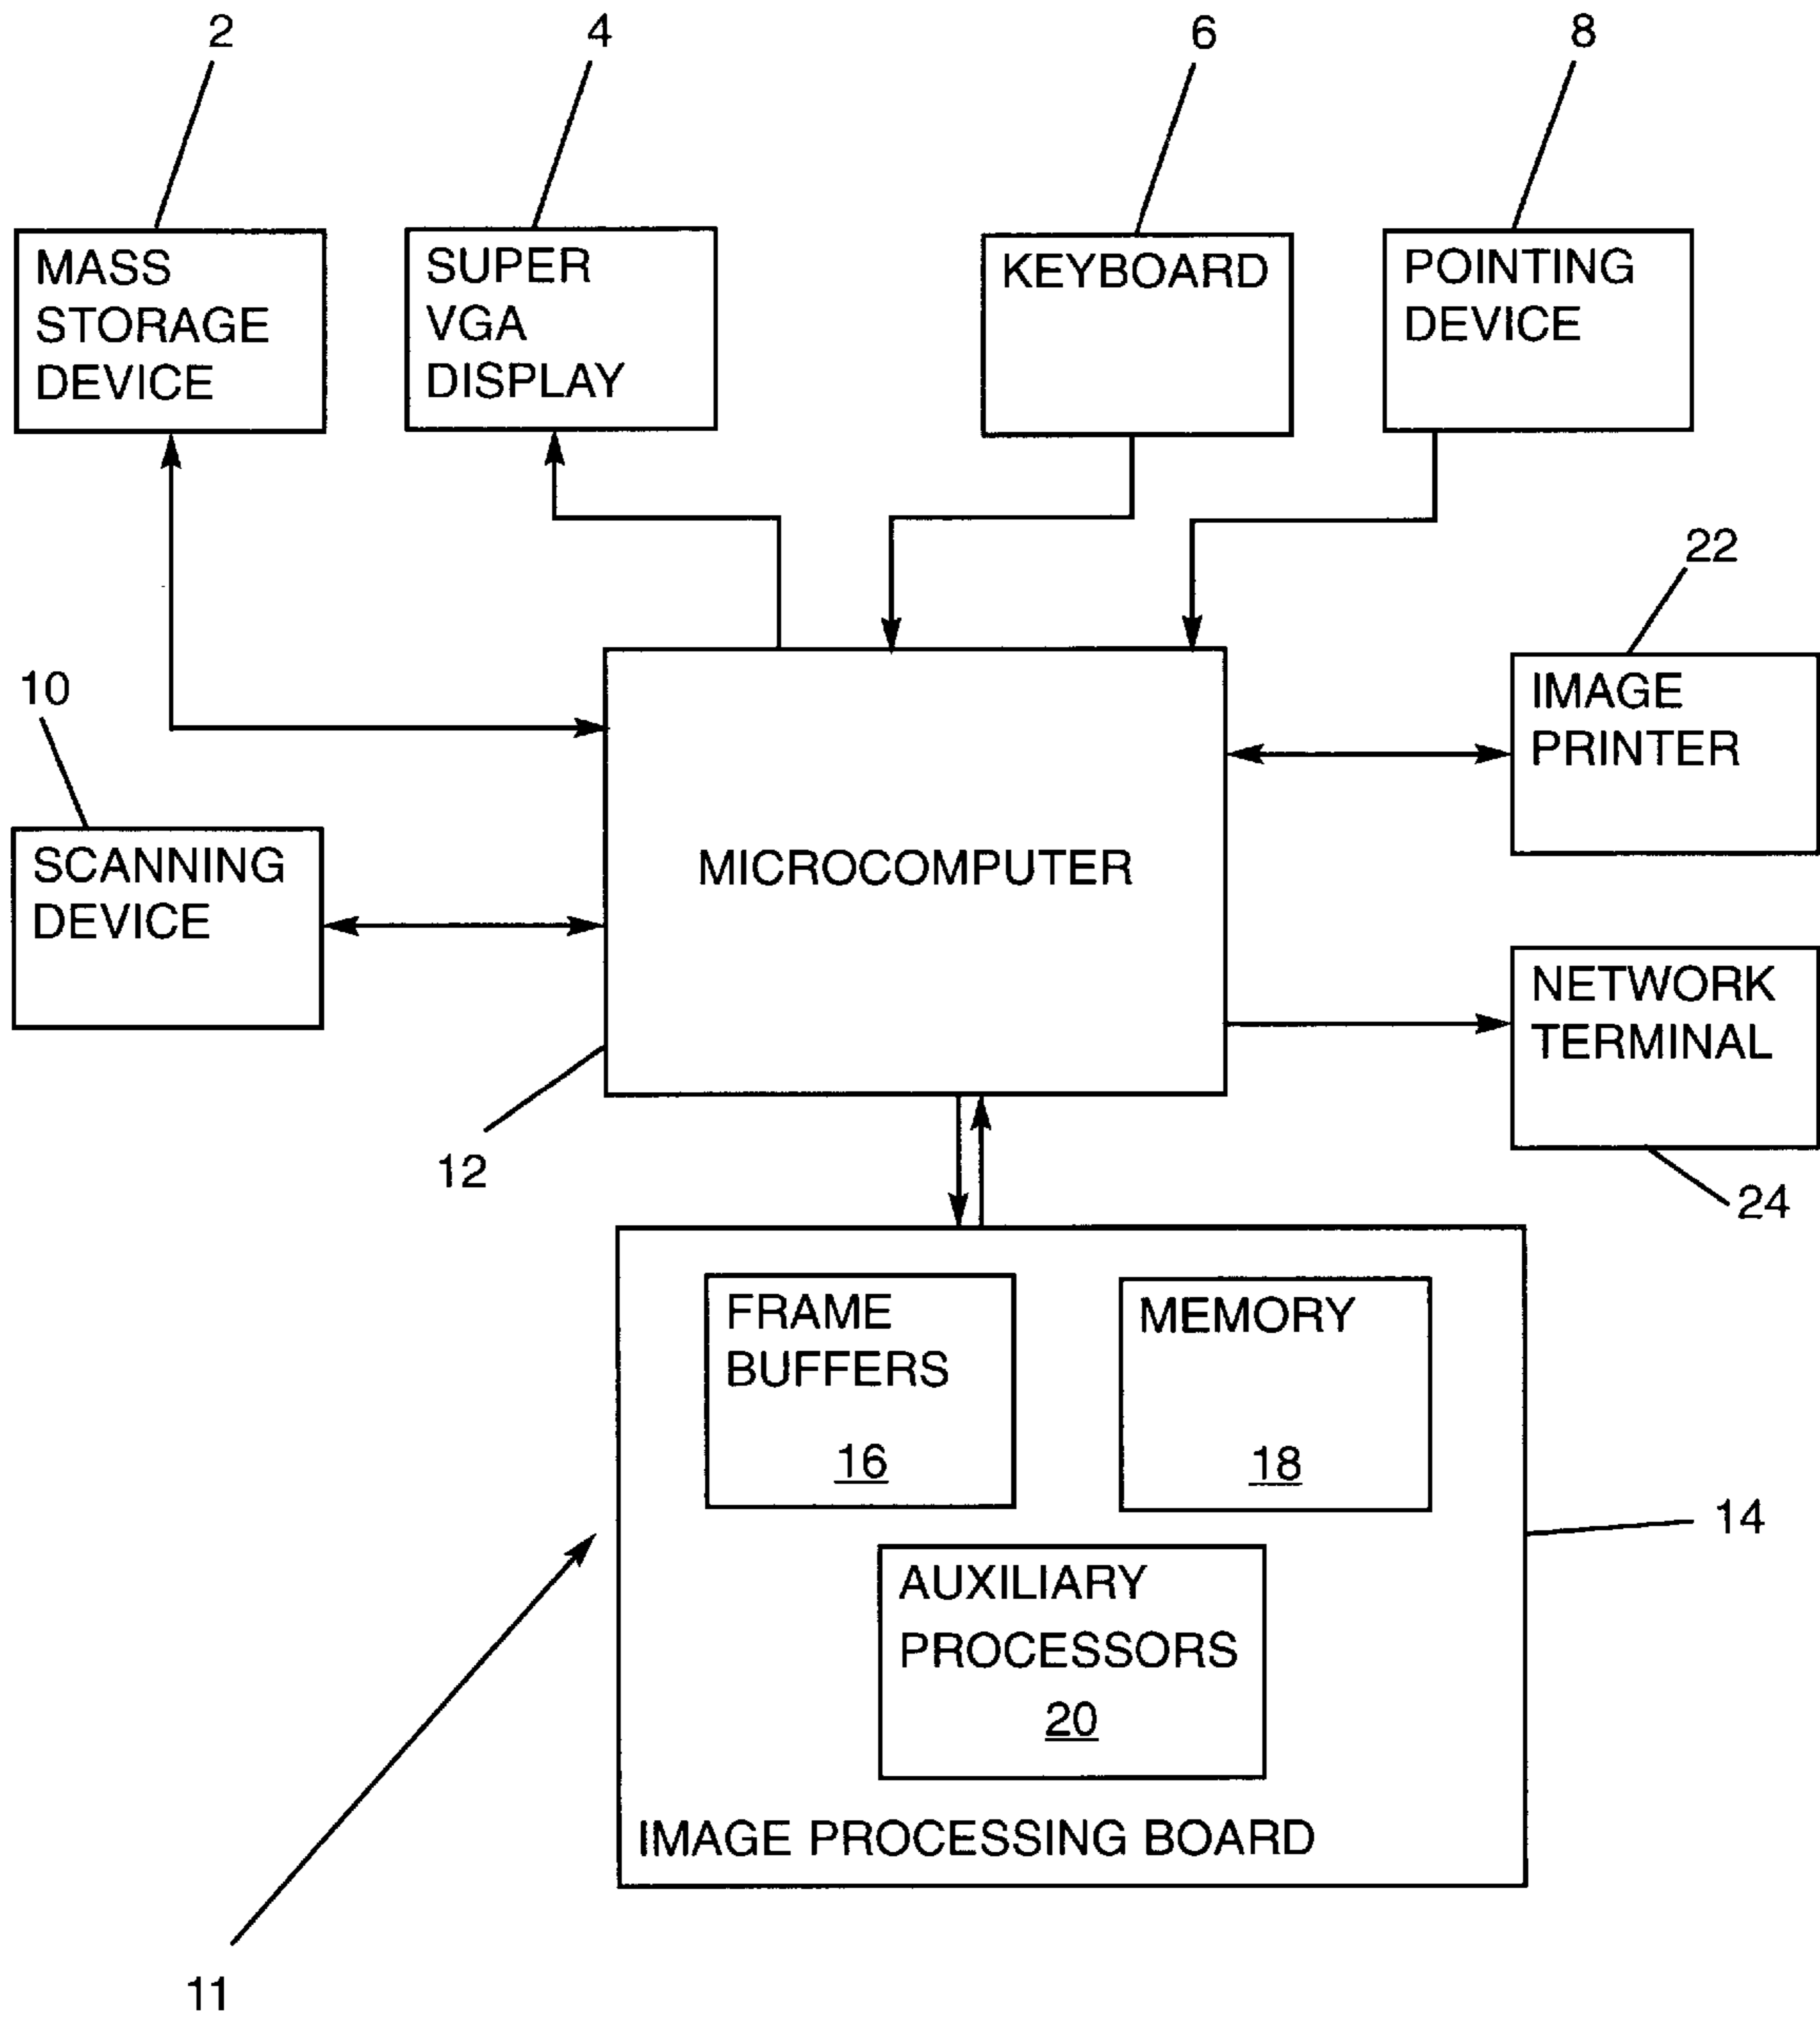 2
4
6
8
MASS
STORAGE
DEVICE
SUPER
VGA
DISPLAY
KEYBOARD
POINTING
DEVICE
22
10
IMAGE
PRINTER
SCANNING
DEVICE
MICROCOMPUTER
NETWORK
TERMINAL
12
24
FRAME
BUFFERS
16
MEMORY
18
14
AUXILIARY
PROCESSORS
20
IMAGE PROCESSING BOARD
11